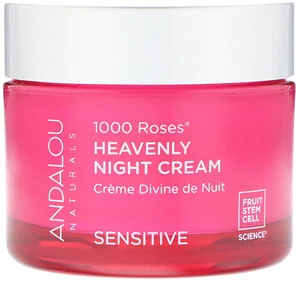 ANDALOU
NATURALS
1000 Roses*
HEAVENLY
NIGHT CREAM
Crème Divine de Nuit
FRUIT
STEM
CELL
SCIENCE®
SENSITIVE